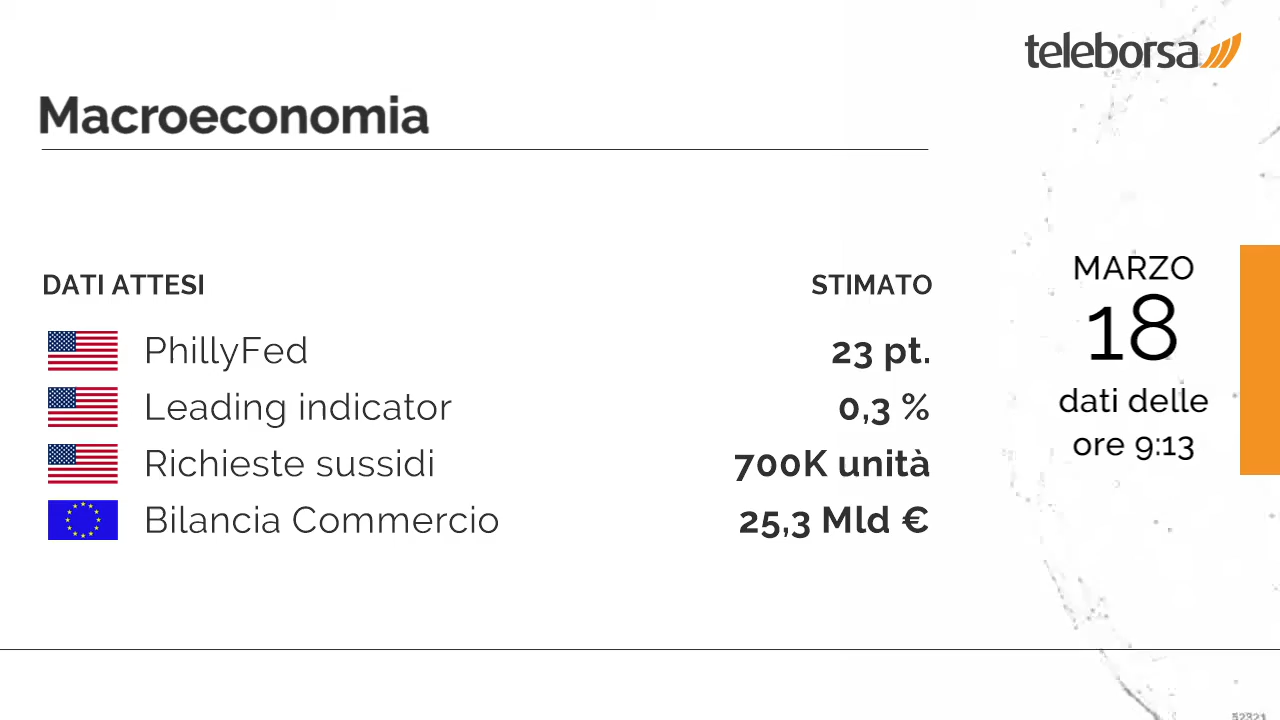 teleborsa
Macroeconomia
DATI ATTESI STIMATO
PhillyFed 23 pt.
Leading indicator 0,3 %
Richieste sussidi 700K unità
Bilancia Commercio 25,3 Mld €
MARZO
18
dati delle
ore 9:13